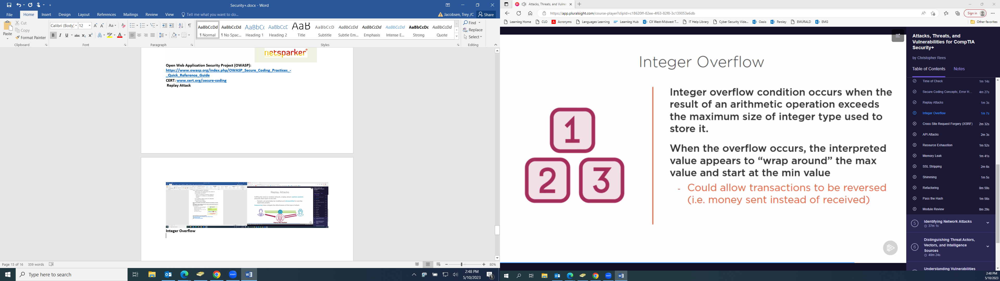 Security+.docx - Word
File Home Insert Design Layout References Mailings Review View Tell me what you want to do... Jacobsen, Trey /C Share
Paste
Cut
Copy
Format Painter
Clipboard
Calibri (Body) 12
Font
Paragraph
AaBbCcDd AaBbCcDd AaBbC( AaBbCcE AaB AaBbCcD AaBbCcDd AaBbCcDd AaBbCcDd AaBbCcDc AaBbCcDd
¶ Normal ¶ No Spac... Heading 1 Heading 2 Title Subtitle Subtle Em... Emphasis Intense E... Strong Quote
Styles
Find
Replace
Select
Editing
netsparker
Open Web Application Security Project (OWASP):
https://www.owasp.org/index.php/OWASP_Secure_Coding_Practices_-
_Quick_Reference_Guide
CERT: www.cert.org/secure-coding
Replay Attack
Replay Attacks
Harry the Hacker
Integer Overflow
Page 15 of 16 359 words 80%
Type here to search
2:48 PM
5/10/2023
Attacks, Threats, and Vulne
https://app.pluralsight.com/course-player?clipId=c18620ff-82ee-4f63-82f8-3c139053e6db
Sign in
Learning Home CLO Acronyms Languages Learning Learning Hub CX West-Midwest T... IT Help Library Cyber Security Vide... Oasis Parsley EMURALD EMG Other favorites
Integer Overflow
1
2 3
Integer overflow condition occurs when the
result of an arithmetic operation exceeds
the maximum size of integer type used to
store it.
When the overflow occurs, the interpreted
value appears to “wrap around” the max
value and start at the min value
- Could allow transactions to be reversed
(i.e. money sent instead of received)
Attacks, Threats, and
Vulnerabilities for CompTIA
Security+
by Christopher Rees
Table of Contents Notes
Time of Check 1m 14s
Secure Coding Concepts, Error H... 4m 27s
Replay Attacks 1m 3s
Integer Overflow 1m 7s
Cross Site Request Forgery (XSRF) 2m 32s
API Attacks 2m 3s
Resource Exhaustion 1m 52s
Memory Leak 1m 41s
SSL Stripping 2m 6s
Shimming 1m 5s
Refactoring 0m 59s
Pass the Hash 1m 56s
Module Review 0m 29s
5 Identifying Network Attacks
37m 1s
6 Distinguishing Threat Actors,
Vectors, and Intelligence
Sources
40m 24s
Understanding Vulnerabilities
2:48 PM
5/10/2023